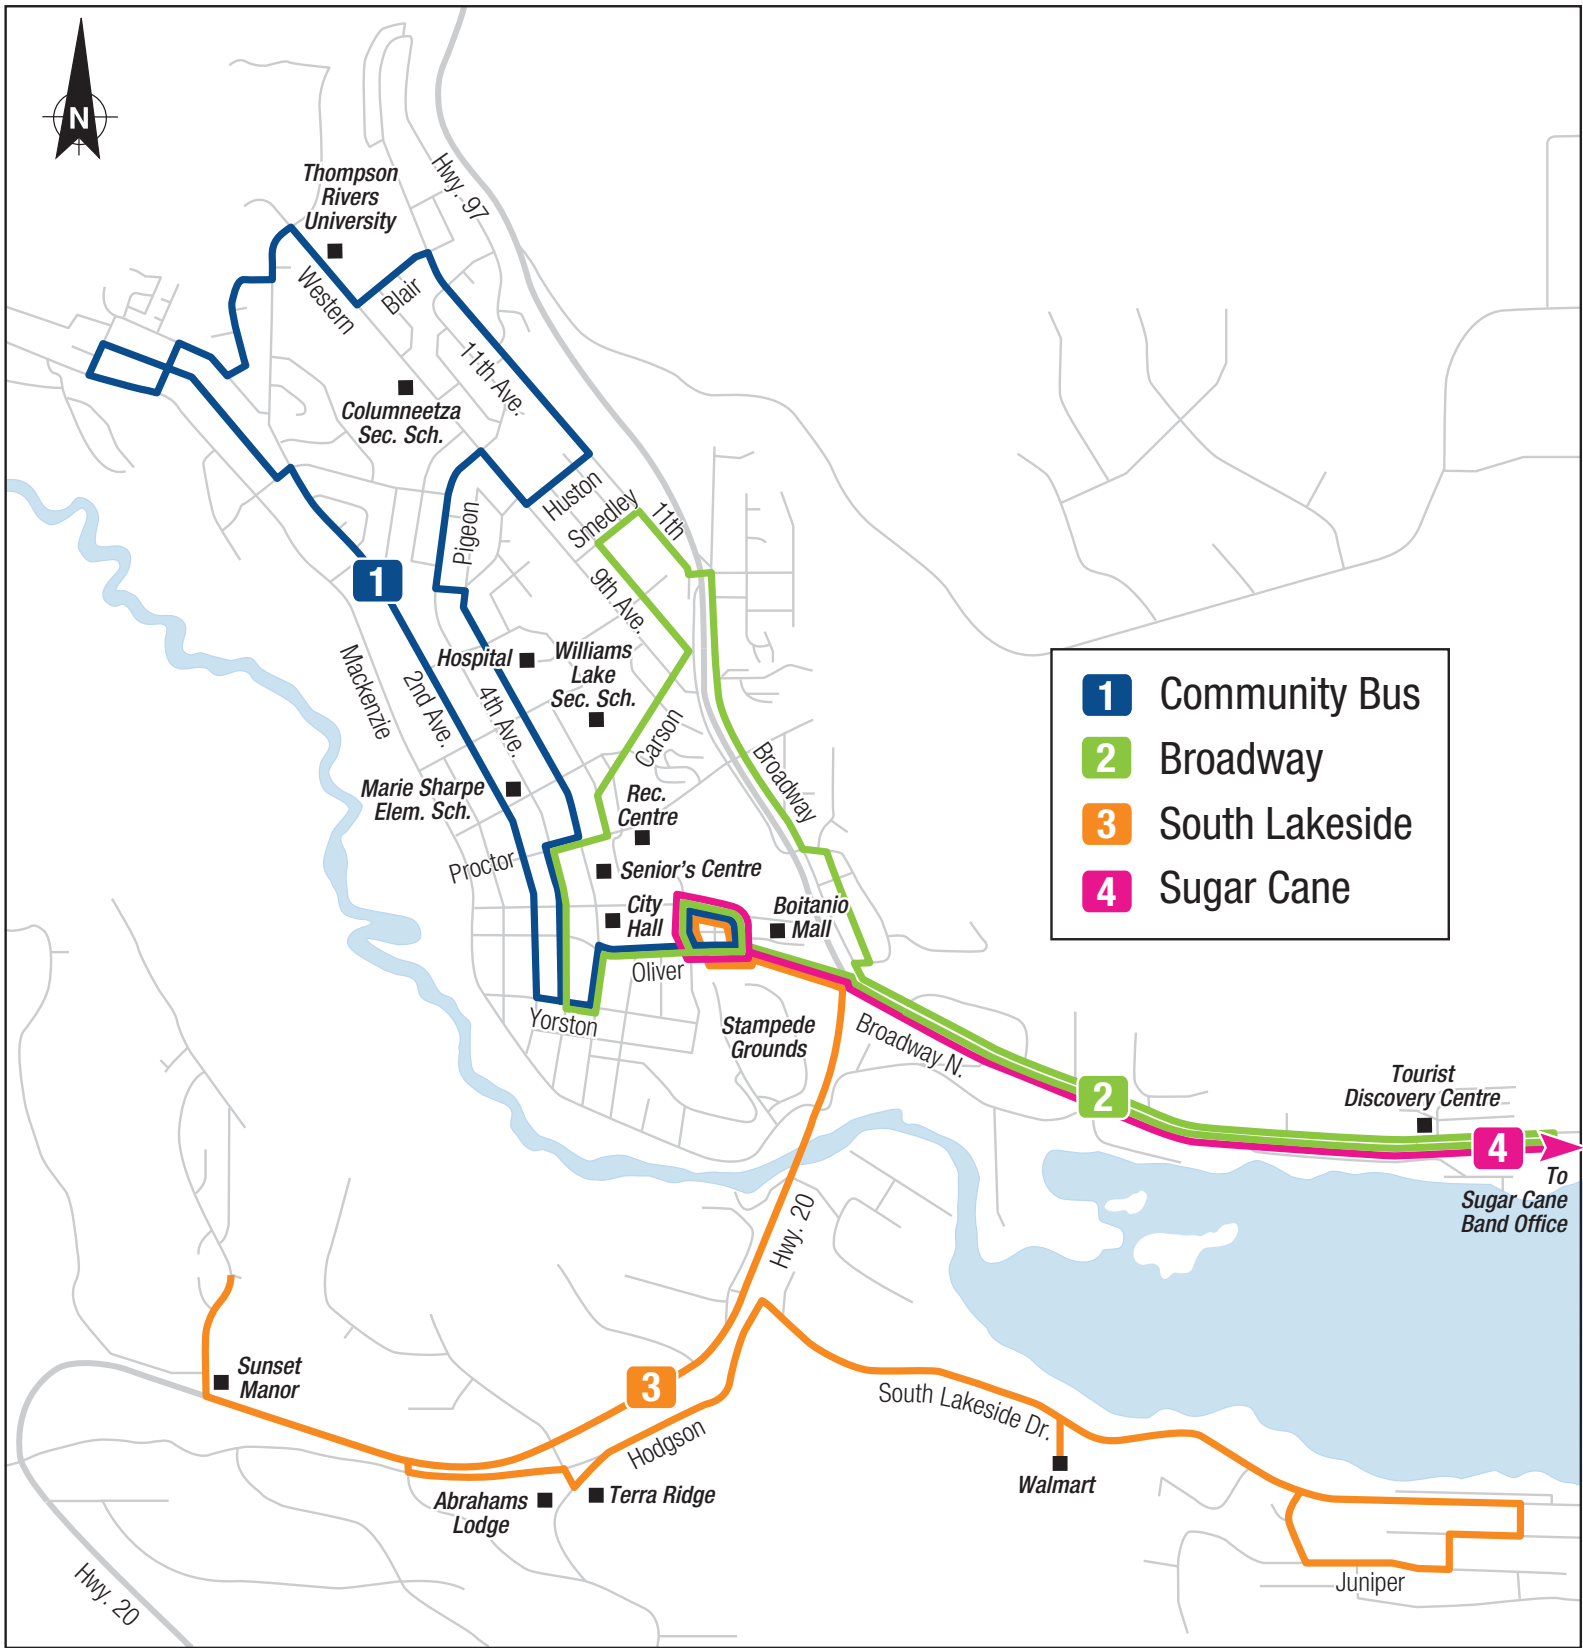 N
Thompson
Rivers
University
Hwy. 97
Western
Blair
11th Ave.
Columneetza
Sec. Sch.
Huston
Smedley
11th
Pigeon
1
9th Ave.
Hospital
Williams
Lake
Sec. Sch.
Mackenzie
2nd Ave.
4th Ave.
Carson
Broadway
Marie Sharpe
Elem. Sch.
Rec.
Centre
Proctor
Senior's Centre
City
Hall
Boitanio
Mall
Oliver
Yorston
Stampede
Grounds
Broadway N.
1 Community Bus
2 Broadway
3 South Lakeside
4 Sugar Cane
2
Tourist
Discovery Centre
4
To
Sugar Cane
Band Office
Hwy. 20
Sunset
Manor
3
Hodgson
South Lakeside Dr.
Walmart
Abrahams
Lodge
Terra Ridge
Juniper
Hwy. 20